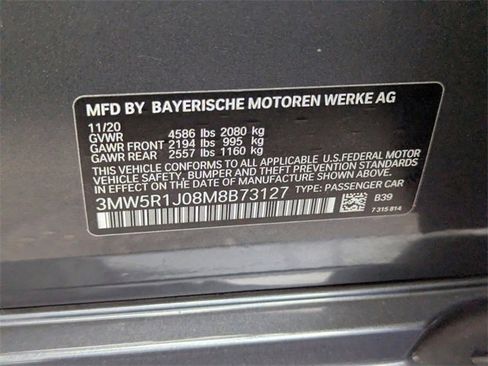 MFD BY BAYERISCHE MOTOREN WERKE AG
11/20
GVWR 4586 lbs 2080 kg
GAWR FRONT 2194 lbs 995 kg
GAWR REAR 2557 lbs 1160 kg
THIS VEHICLE CONFORMS TO ALL APPLICABLE U.S.FEDERAL MOTOR
VEHICLE SAFETY, BUMPER AND THEFT PREVENTION
STANDARDS IN EFFECT ON THE DATE OF MANUFACTURE SHOWN ABOVE.
3MW5R1J08M8B73127 TYPE: PASSENGER CAR
B39
7 315 814